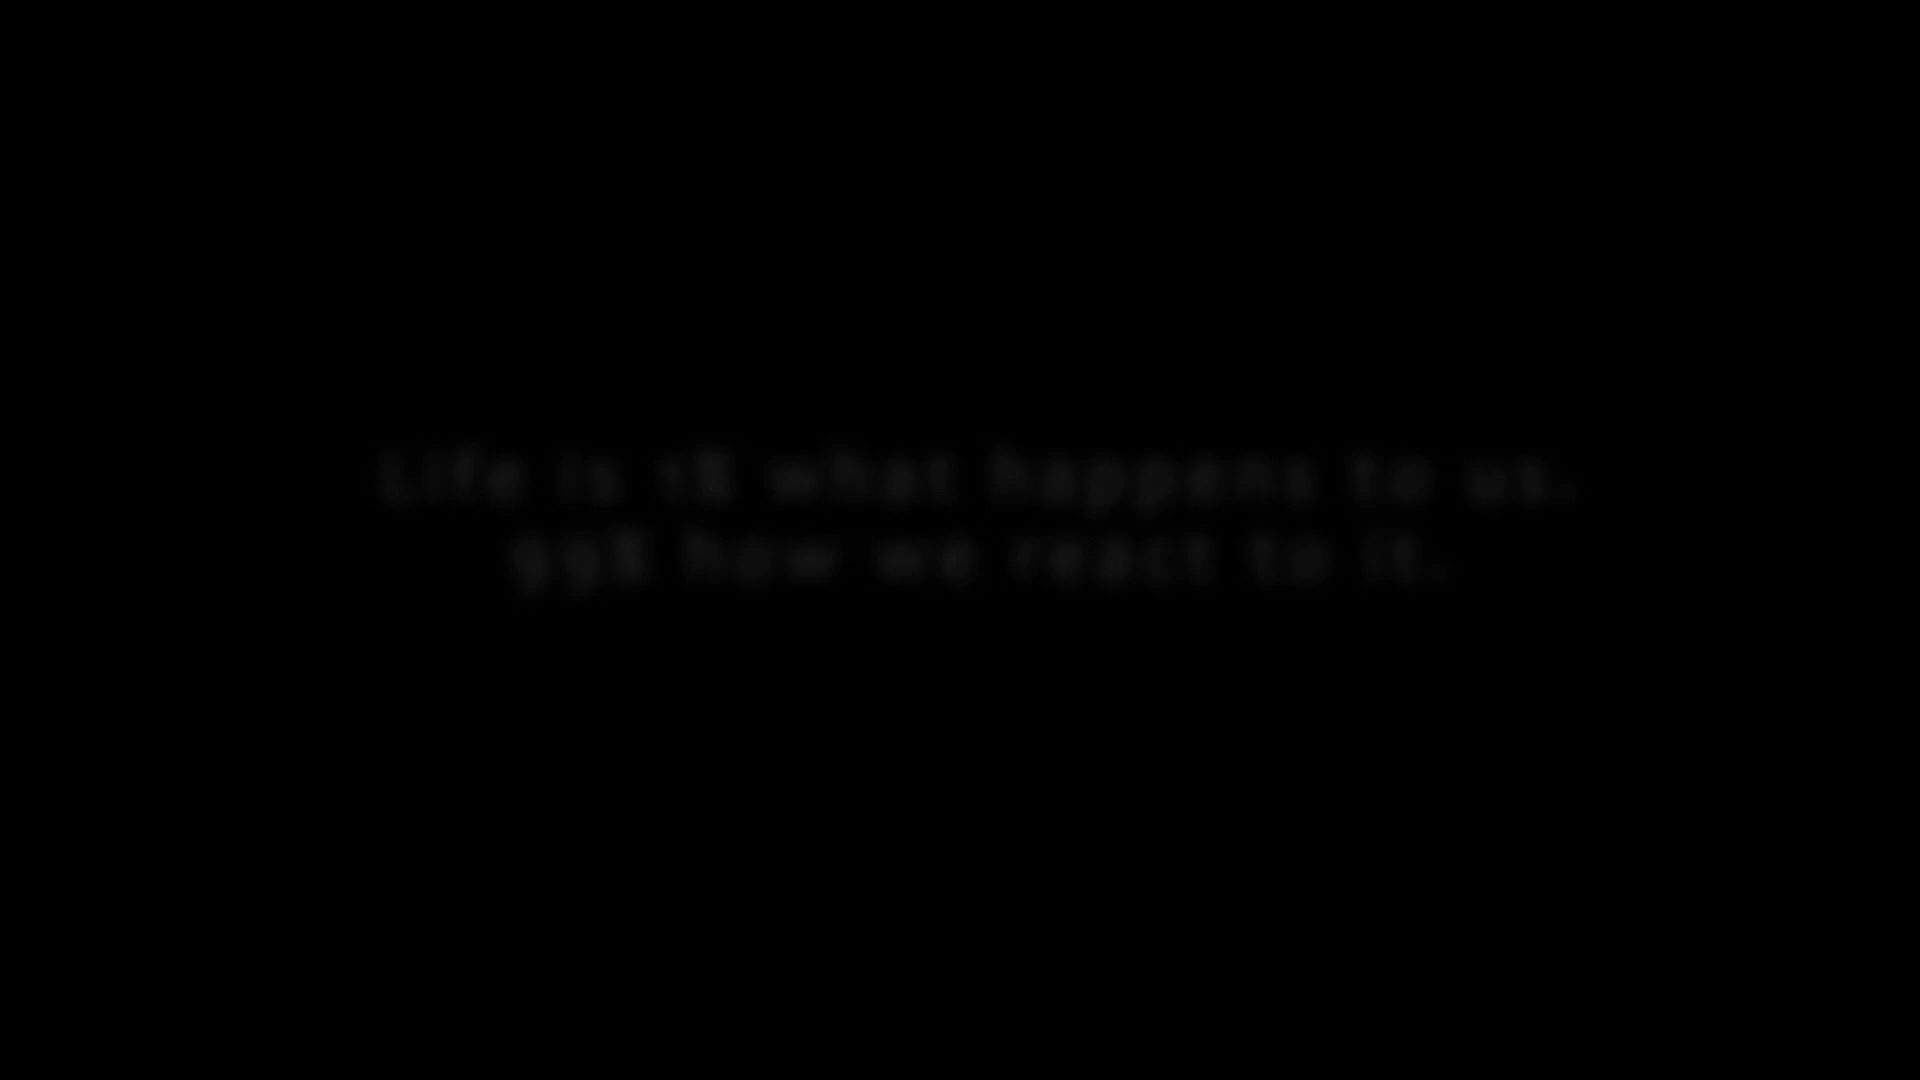 Life is 1% what happens to us.
99% how we react to it.